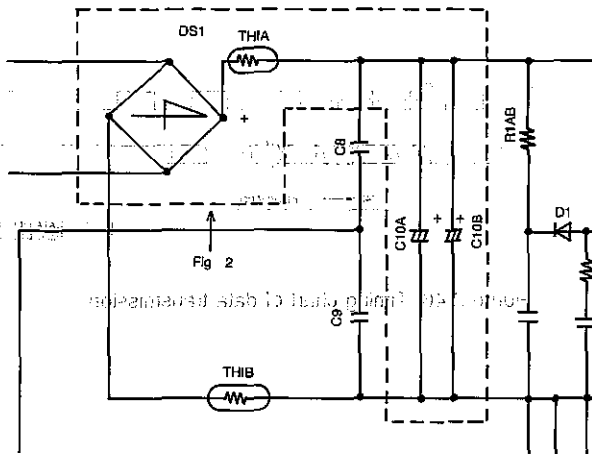 DS1
THIA
+
C8
R1AB
C10A
+
+
C10B
D1
Fig 2
C9
THIB